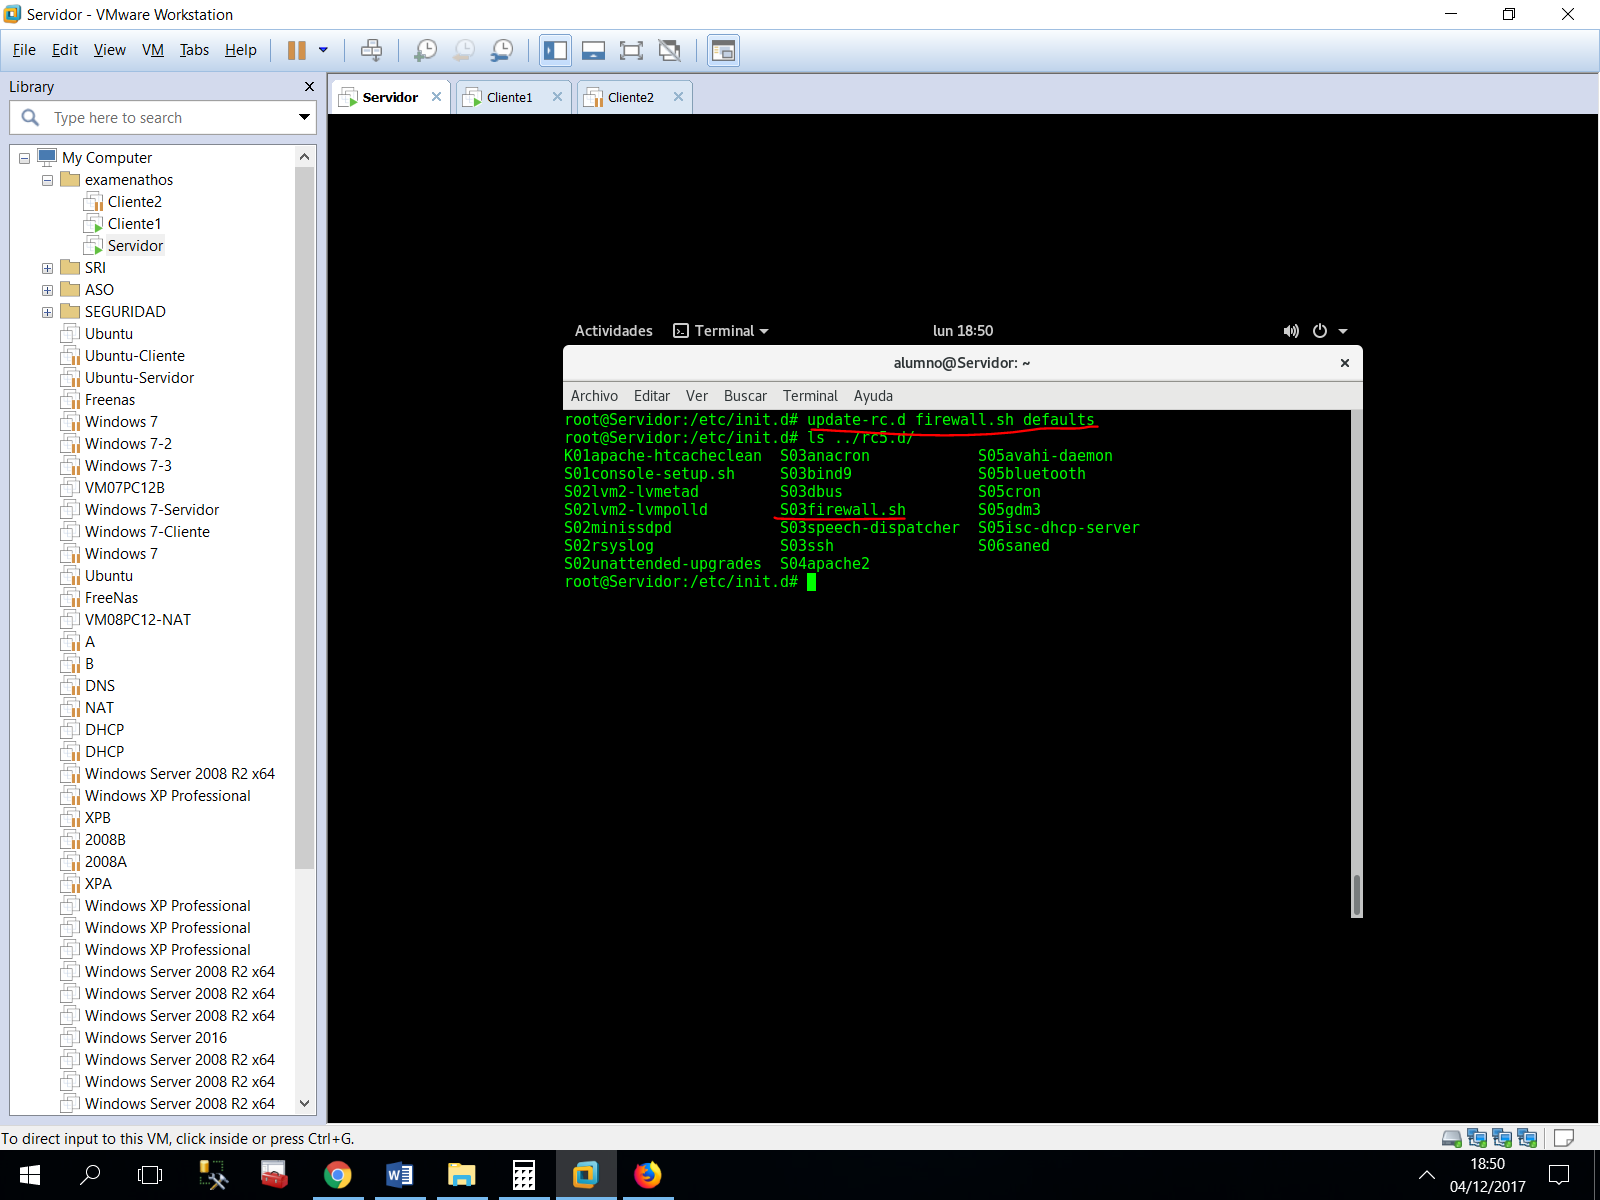 Servidor - VMware Workstation
File Edit View VM Tabs Help
Library
Type here to search
My Computer
examenathos
Cliente2
Cliente1
Servidor
SRI
ASO
SEGURIDAD
Ubuntu
Ubuntu-Cliente
Ubuntu-Servidor
Freenas
Windows 7
Windows 7-2
Windows 7-3
VM07PC12B
Windows 7-Servidor
Windows 7-Cliente
Windows 7
Ubuntu
FreeNas
VM08PC12-NAT
A
B
DNS
NAT
DHCP
DHCP
Windows Server 2008 R2 x64
Windows XP Professional
XPB
2008B
2008A
XPA
Windows XP Professional
Windows XP Professional
Windows XP Professional
Windows Server 2008 R2 x64
Windows Server 2008 R2 x64
Windows Server 2008 R2 x64
Windows Server 2016
Windows Server 2008 R2 x64
Windows Server 2008 R2 x64
Windows Server 2008 R2 x64
Servidor Cliente1 Cliente2
Actividades Terminal lun 18:50
alumno@Servidor: ~
Archivo Editar Ver Buscar Terminal Ayuda
root@Servidor:/etc/init.d# update-rc.d firewall.sh defaults
root@Servidor:/etc/init.d# ls ../rc5.d/
K01apache-htcacheclean S03anacron S05avahi-daemon
S01console-setup.sh S03bind9 S05bluetooth
S02lvm2-lvmetad S03dbus S05cron
S02lvm2-lvmpolld S03firewall.sh S05gdm3
S02minissdpd S03speech-dispatcher S05isc-dhcp-server
S02rsyslog S03ssh S06saned
S02unattended-upgrades S04apache2
root@Servidor:/etc/init.d#
To direct input to this VM, click inside or press Ctrl+G.
18:50
04/12/2017